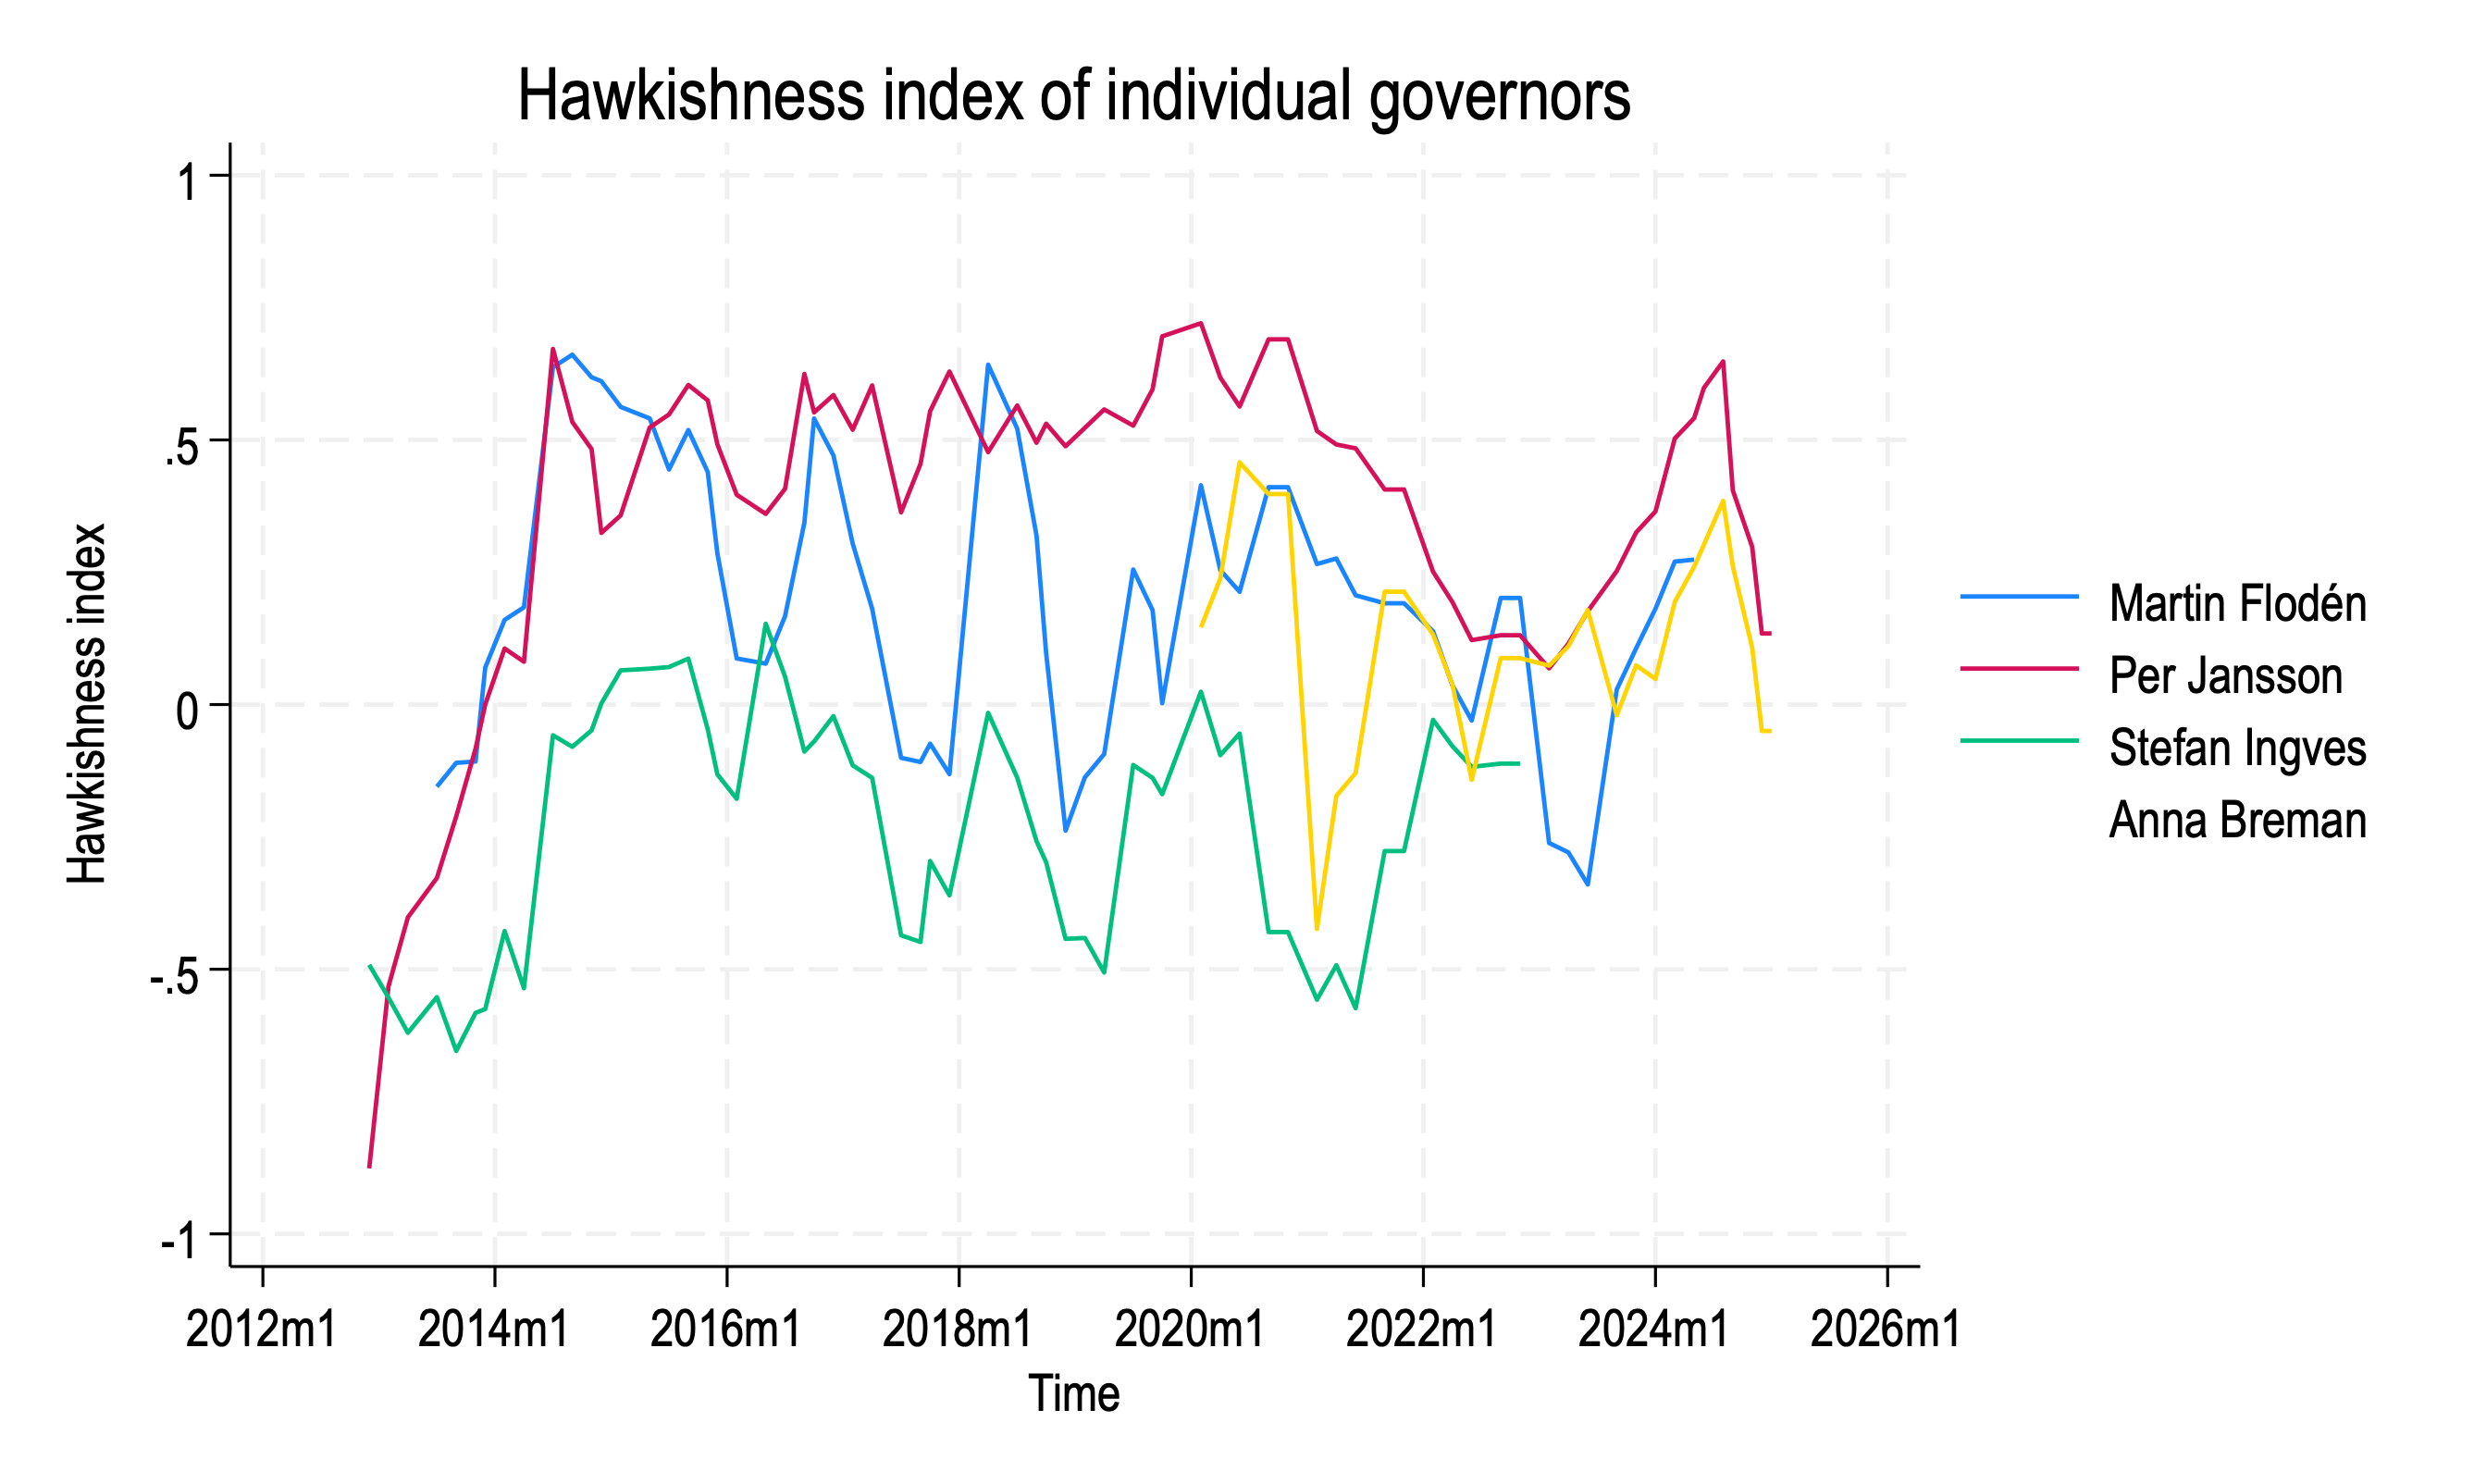 Hawkishness index of individual governors
Hawkishness index
1
.5
0
-.5
-1
2012m1 2014m1 2016m1 2018m1 2020m1 2022m1 2024m1 2026m1
Time
Martin Flodén
Per Jansson
Stefan Ingves
Anna Breman